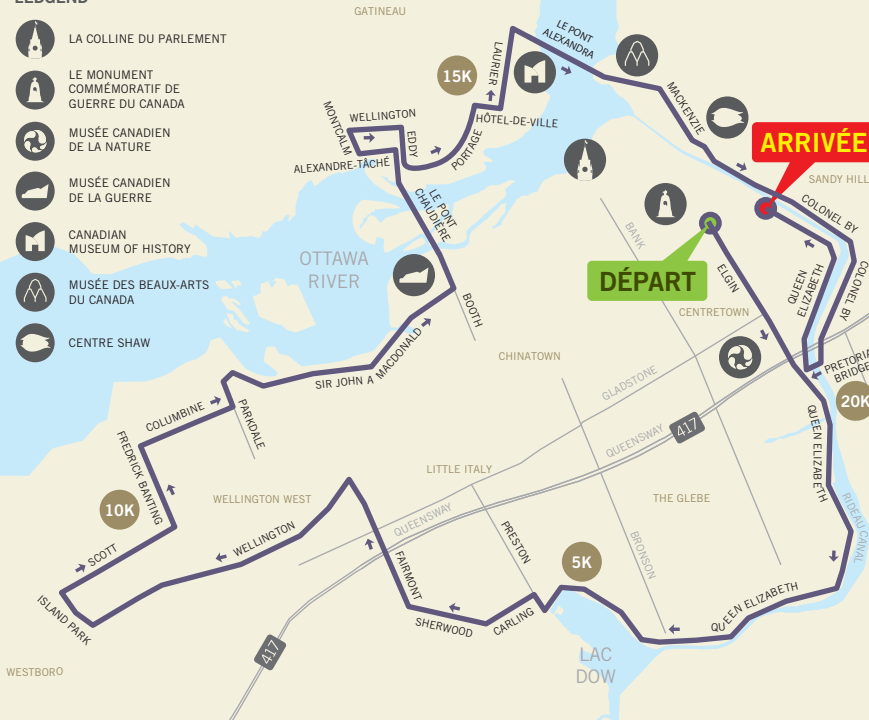 LEDGEND
LA COLLINE DU PARLEMENT
LE MONUMENT
COMMÉMORATIF DE
GUERRE DU CANADA
MUSÉE CANADIEN
DE LA NATURE
MUSÉE CANADIEN
DE LA GUERRE
CANADIAN
MUSEUM OF HISTORY
MUSÉE DES BEAUX-ARTS
DU CANADA
CENTRE SHAW
GATINEAU
LE PONT
ALEXANDRA
LAURIER
15K
MACKENZIE
WELLINGTON
MONTCALM
EDDY
HÔTEL-DE-VILLE
PORTAGE
ALEXANDRE-TÂCHÉ
ARRIVÉE
SANDY HILL
LE PONT
CHAUDIÈRE
COLONEL BY
BANK
OTTAWA
RIVER
DÉPART
ELGIN
QUEEN
ELIZABETH
COLONEL BY
BOOTH
CENTRETOWN
SIR JOHN A MACDONALD
CHINATOWN
PRETORIA
BRIDGE
GLADSTONE
20K
COLUMBINE
PARKDALE
417
QUEENSWAY
QUEEN ELIZABETH
FREDRICK BANTING
LITTLE ITALY
10K
WELLINGTON WEST
THE GLEBE
RIDEAU CANAL
QUEENSWAY
WELLINGTON
PRESTON
BRONSON
SCOTT
5K
FAIRMONT
ISLAND PARK
QUEEN ELIZABETH
CARLING
SHERWOOD
417
LAC
DOW
WESTBORO